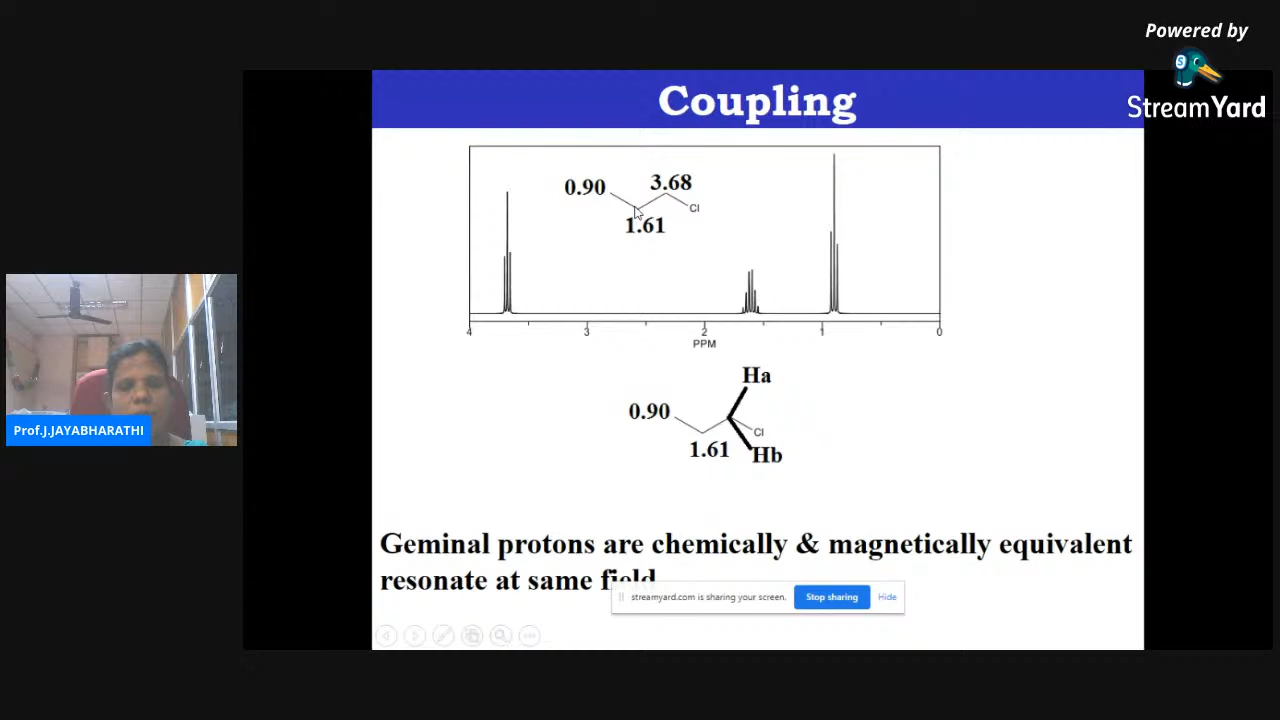 Powered by
StreamYard
Coupling
0.90
3.68
Cl
1.61
4
3
2
1
0
PPM
Ha
0.90
Cl
1.61
Hb
Prof.J.JAYABHARATHI
Geminal protons are chemically & magnetically equivalent
resonate at same field
streamyard.com is sharing your screen.
Stop sharing
Hide